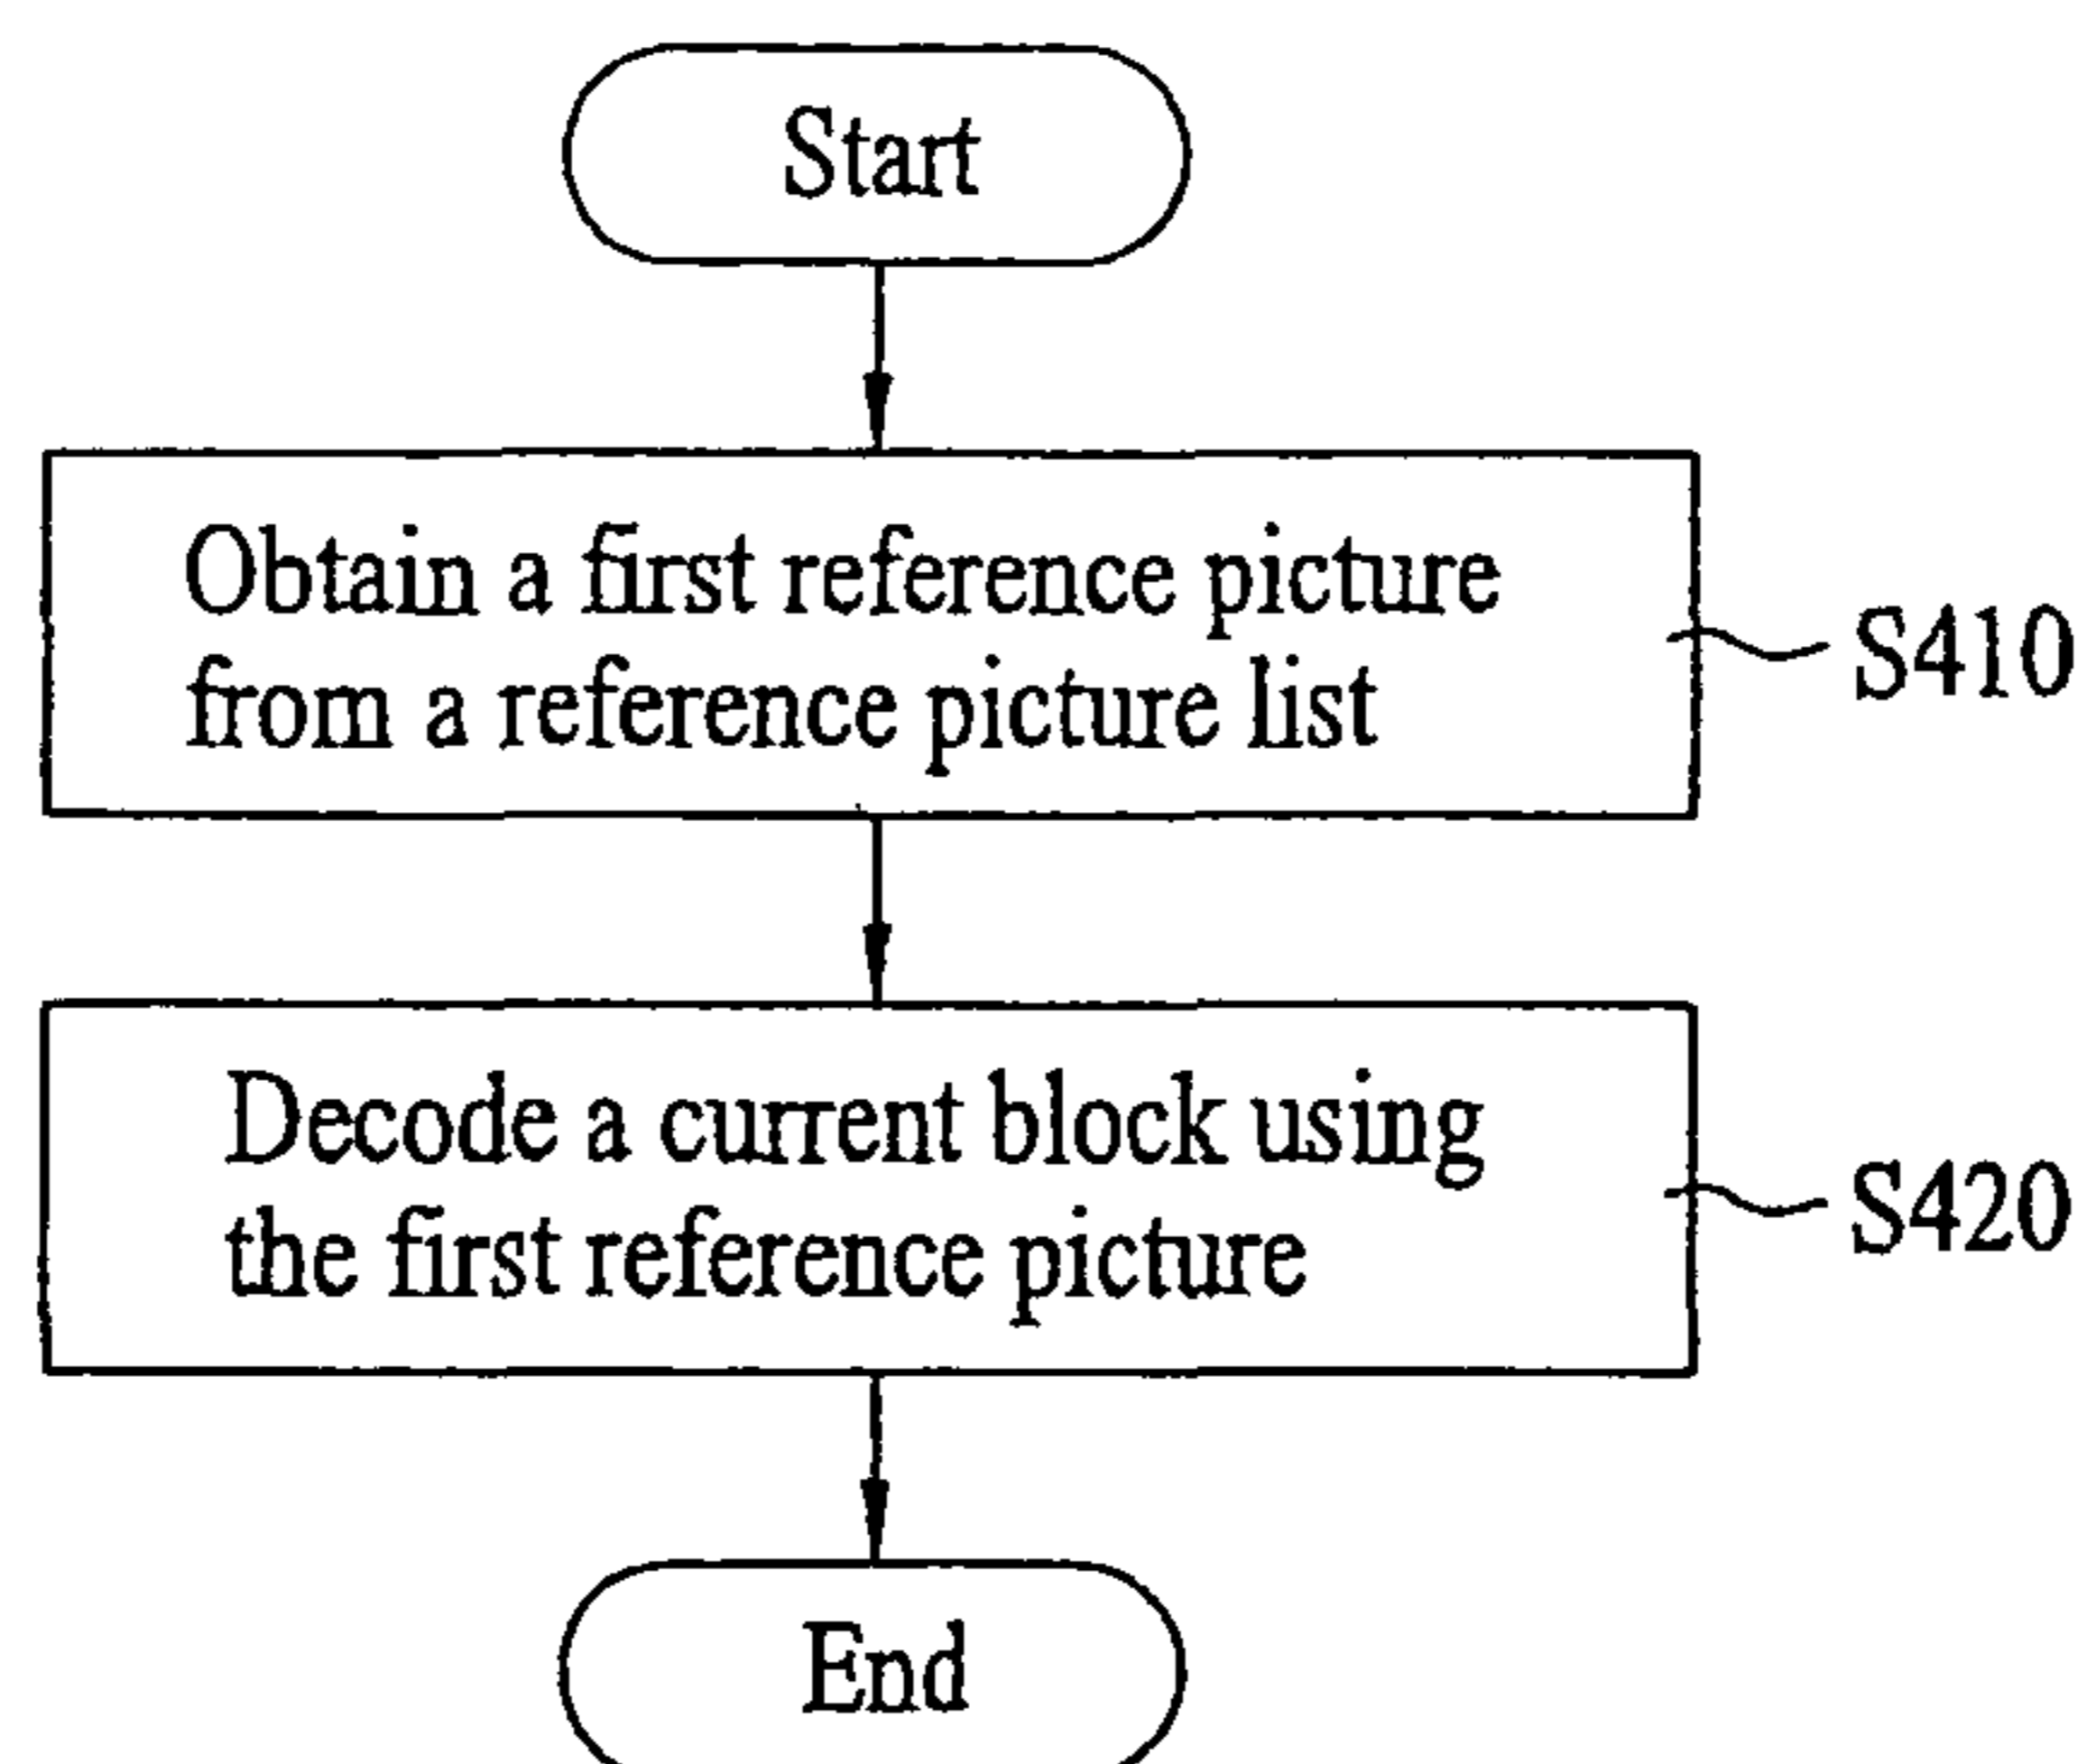 Start
Obtain a first reference picture
from a reference picture list
S410
Decode a current block using
the first reference picture
S420
End